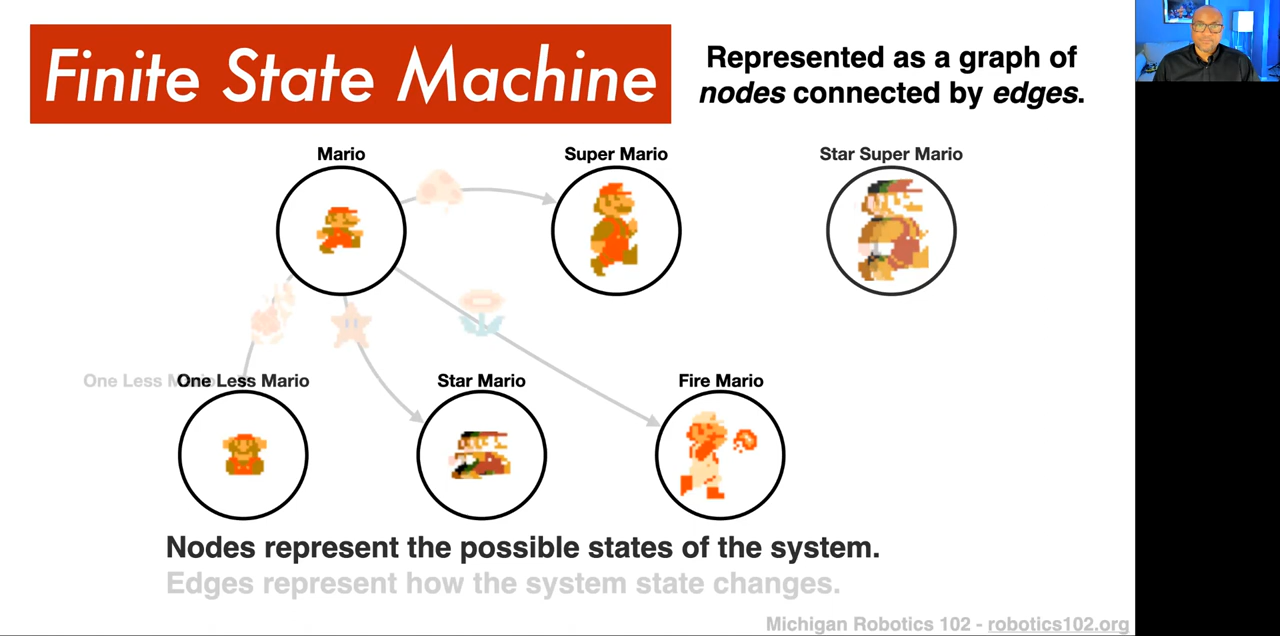 Finite State Machine
Represented as a graph of
nodes connected by edges.
Mario
Super Mario
Star Super Mario
One Less
One Less Mario
Star Mario
Fire Mario
Nodes represent the possible states of the system.
Edges represent how the system state changes.
Michigan Robotics 102 - robotics102.org